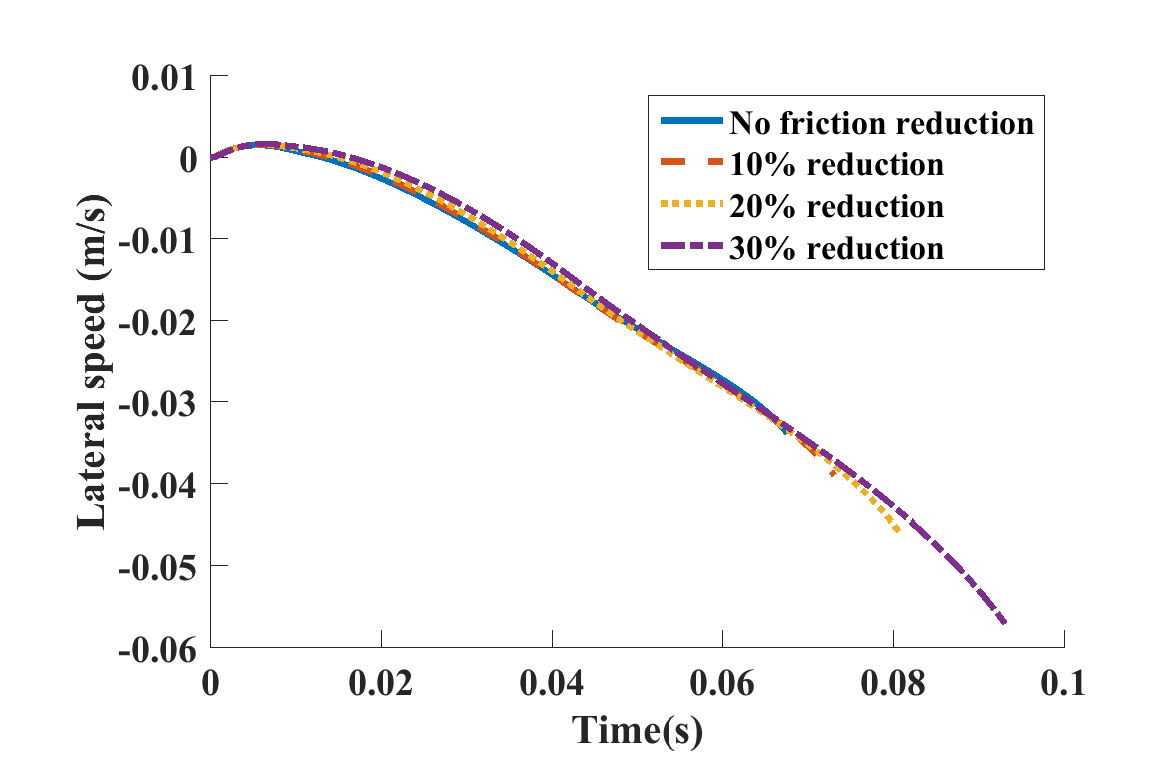 0.01
0
-0.01
-0.02
-0.03
-0.04
-0.05
-0.06
Lateral speed (m/s)
No friction reduction
10% reduction
20% reduction
30% reduction
0 0.02 0.04 0.06 0.08 0.1
Time(s)